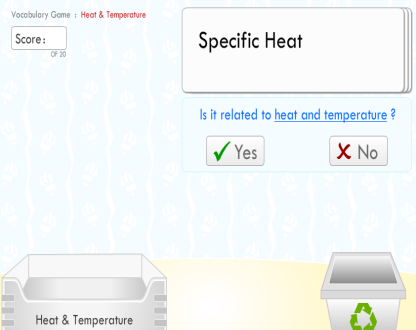 Vocabulary Game : Heat & Temperature
Score:
OF 20
Specific Heat
Is it related to heat and temperature ?
Yes
No
Heat & Temperature